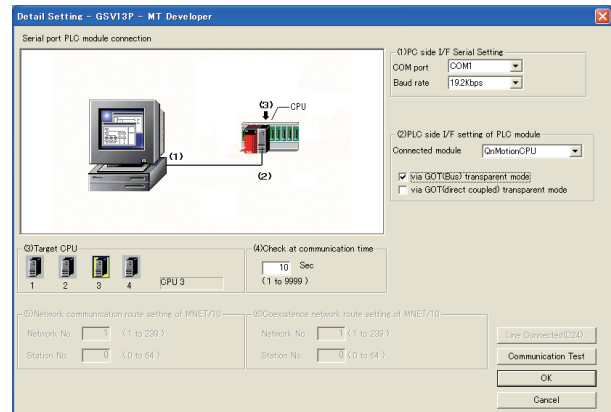 Detail Setting - GSV13P - MT Developer
Serial port PLC module connection
(3) CPU
(1)
(2)
(1)PC side I/F Serial Setting
COM port COM1
Baud rate 19.2Kbps
(2)PLC side I/F setting of PLC module
Connected module QnMotionCPU
via GOT(Bus) transparent mode
via GOT(direct coupled) transparent mode
(3)Target CPU
1 2 3 4 CPU 3
(4)Check at communication time
10 Sec
(1 to 9999 )
(5)Network communication route setting of MNET/10
Network No. 1 (1 to 239 )
Station No. 0 (0 to 64 )
(6)Coexistence network route setting of MNET/10
Network No. 1 (1 to 239 )
Station No. 0 (0 to 64 )
Line Connected(C24)...
Communication Test
OK
Cancel